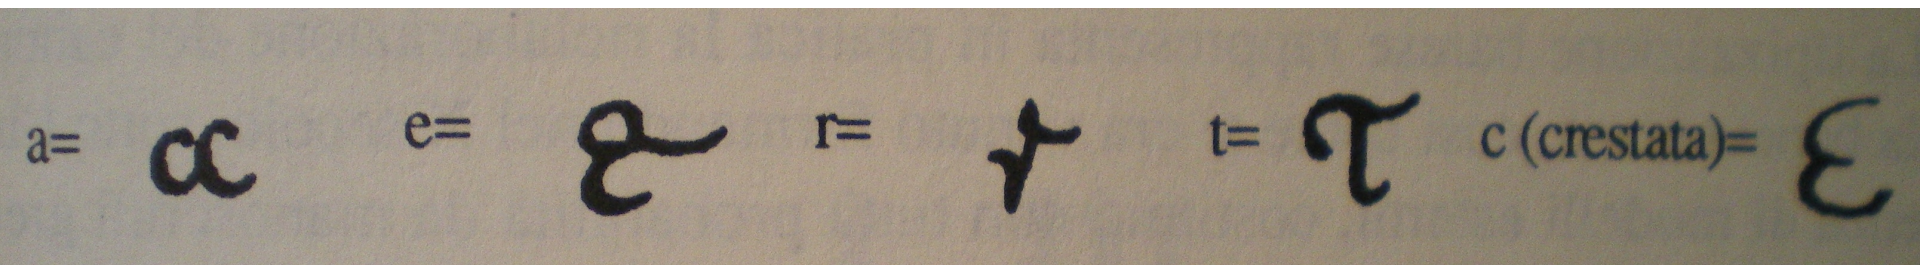 a= a e= e r= r t= τ c (crestata)= ε